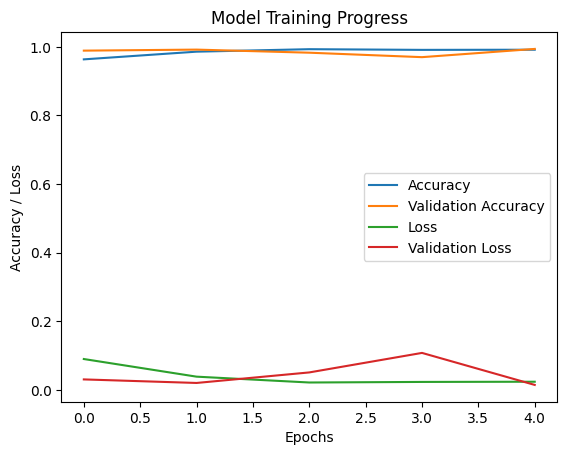 Model Training Progress
Accuracy / Loss
1.0
0.8
0.6
0.4
0.2
0.0
Accuracy
Validation Accuracy
Loss
Validation Loss
0.0 0.5 1.0 1.5 2.0 2.5 3.0 3.5 4.0
Epochs